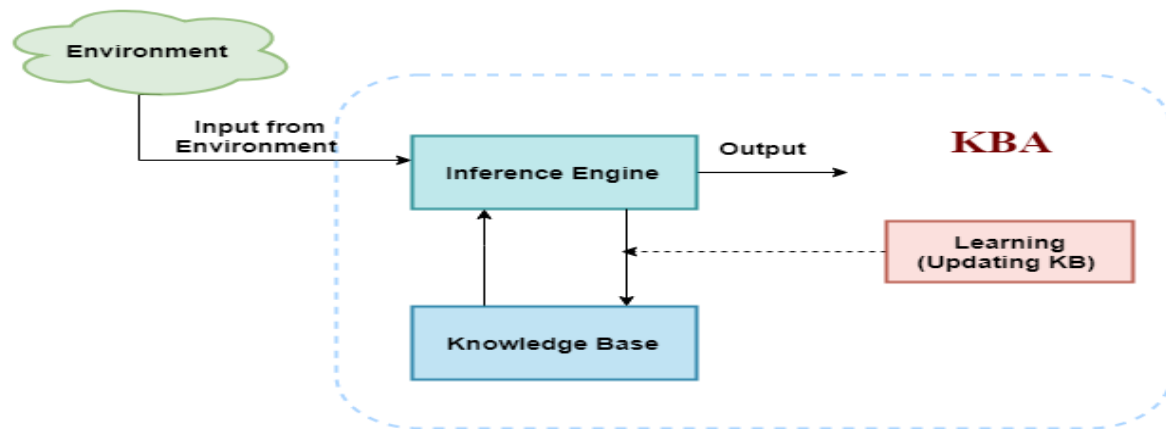 Environment
Input from
Environment
Inference Engine
Output
KBA
Learning
(Updating KB)
Knowledge Base